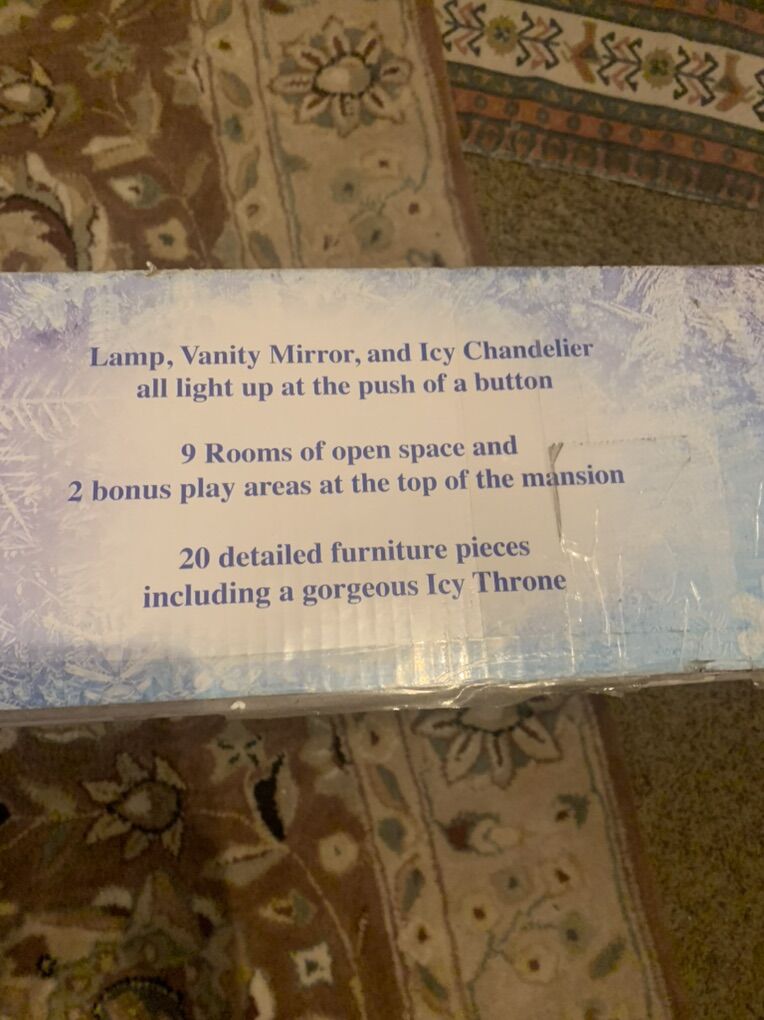 Lamp, Vanity Mirror, and Icy Chandelier
all light up at the push of a button
9 Rooms of open space and
2 bonus play areas at the top of the mansion
20 detailed furniture pieces
including a gorgeous Icy Throne